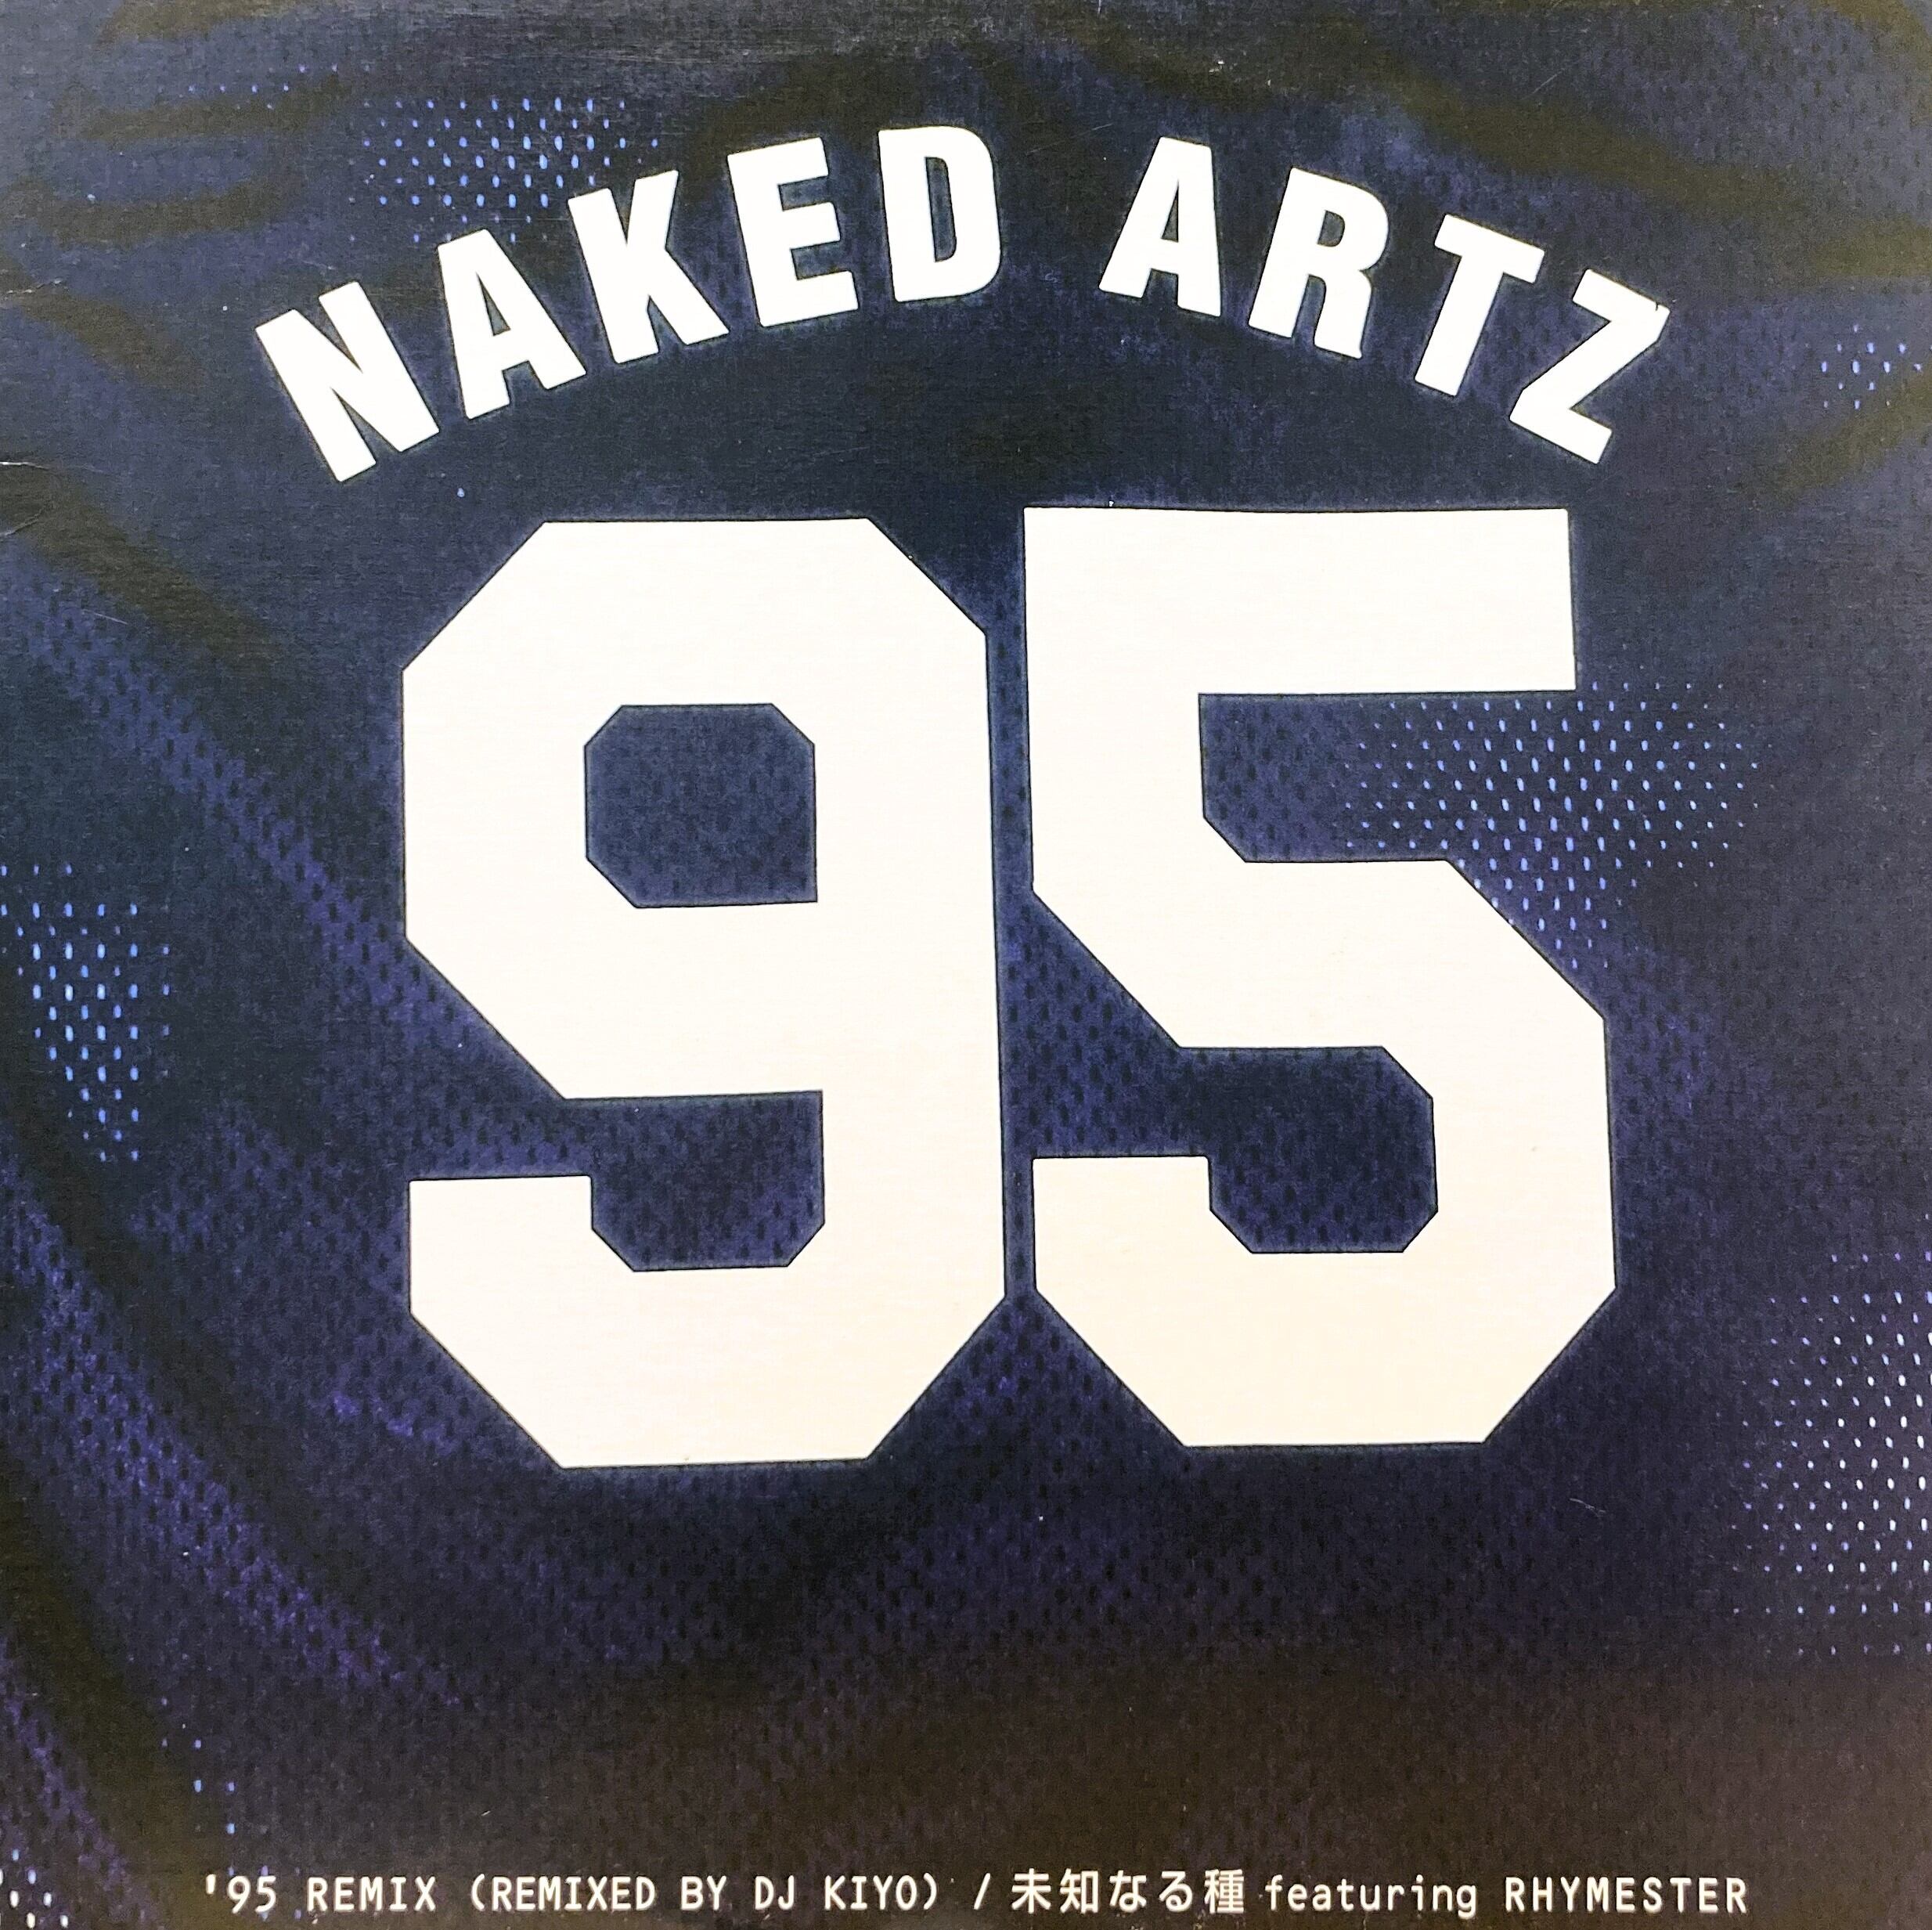 NAKED ARTZ
95
'95 REMIX (REMIXED BY DJ KIYO) / 未知なる種 featuring RHYMESTER